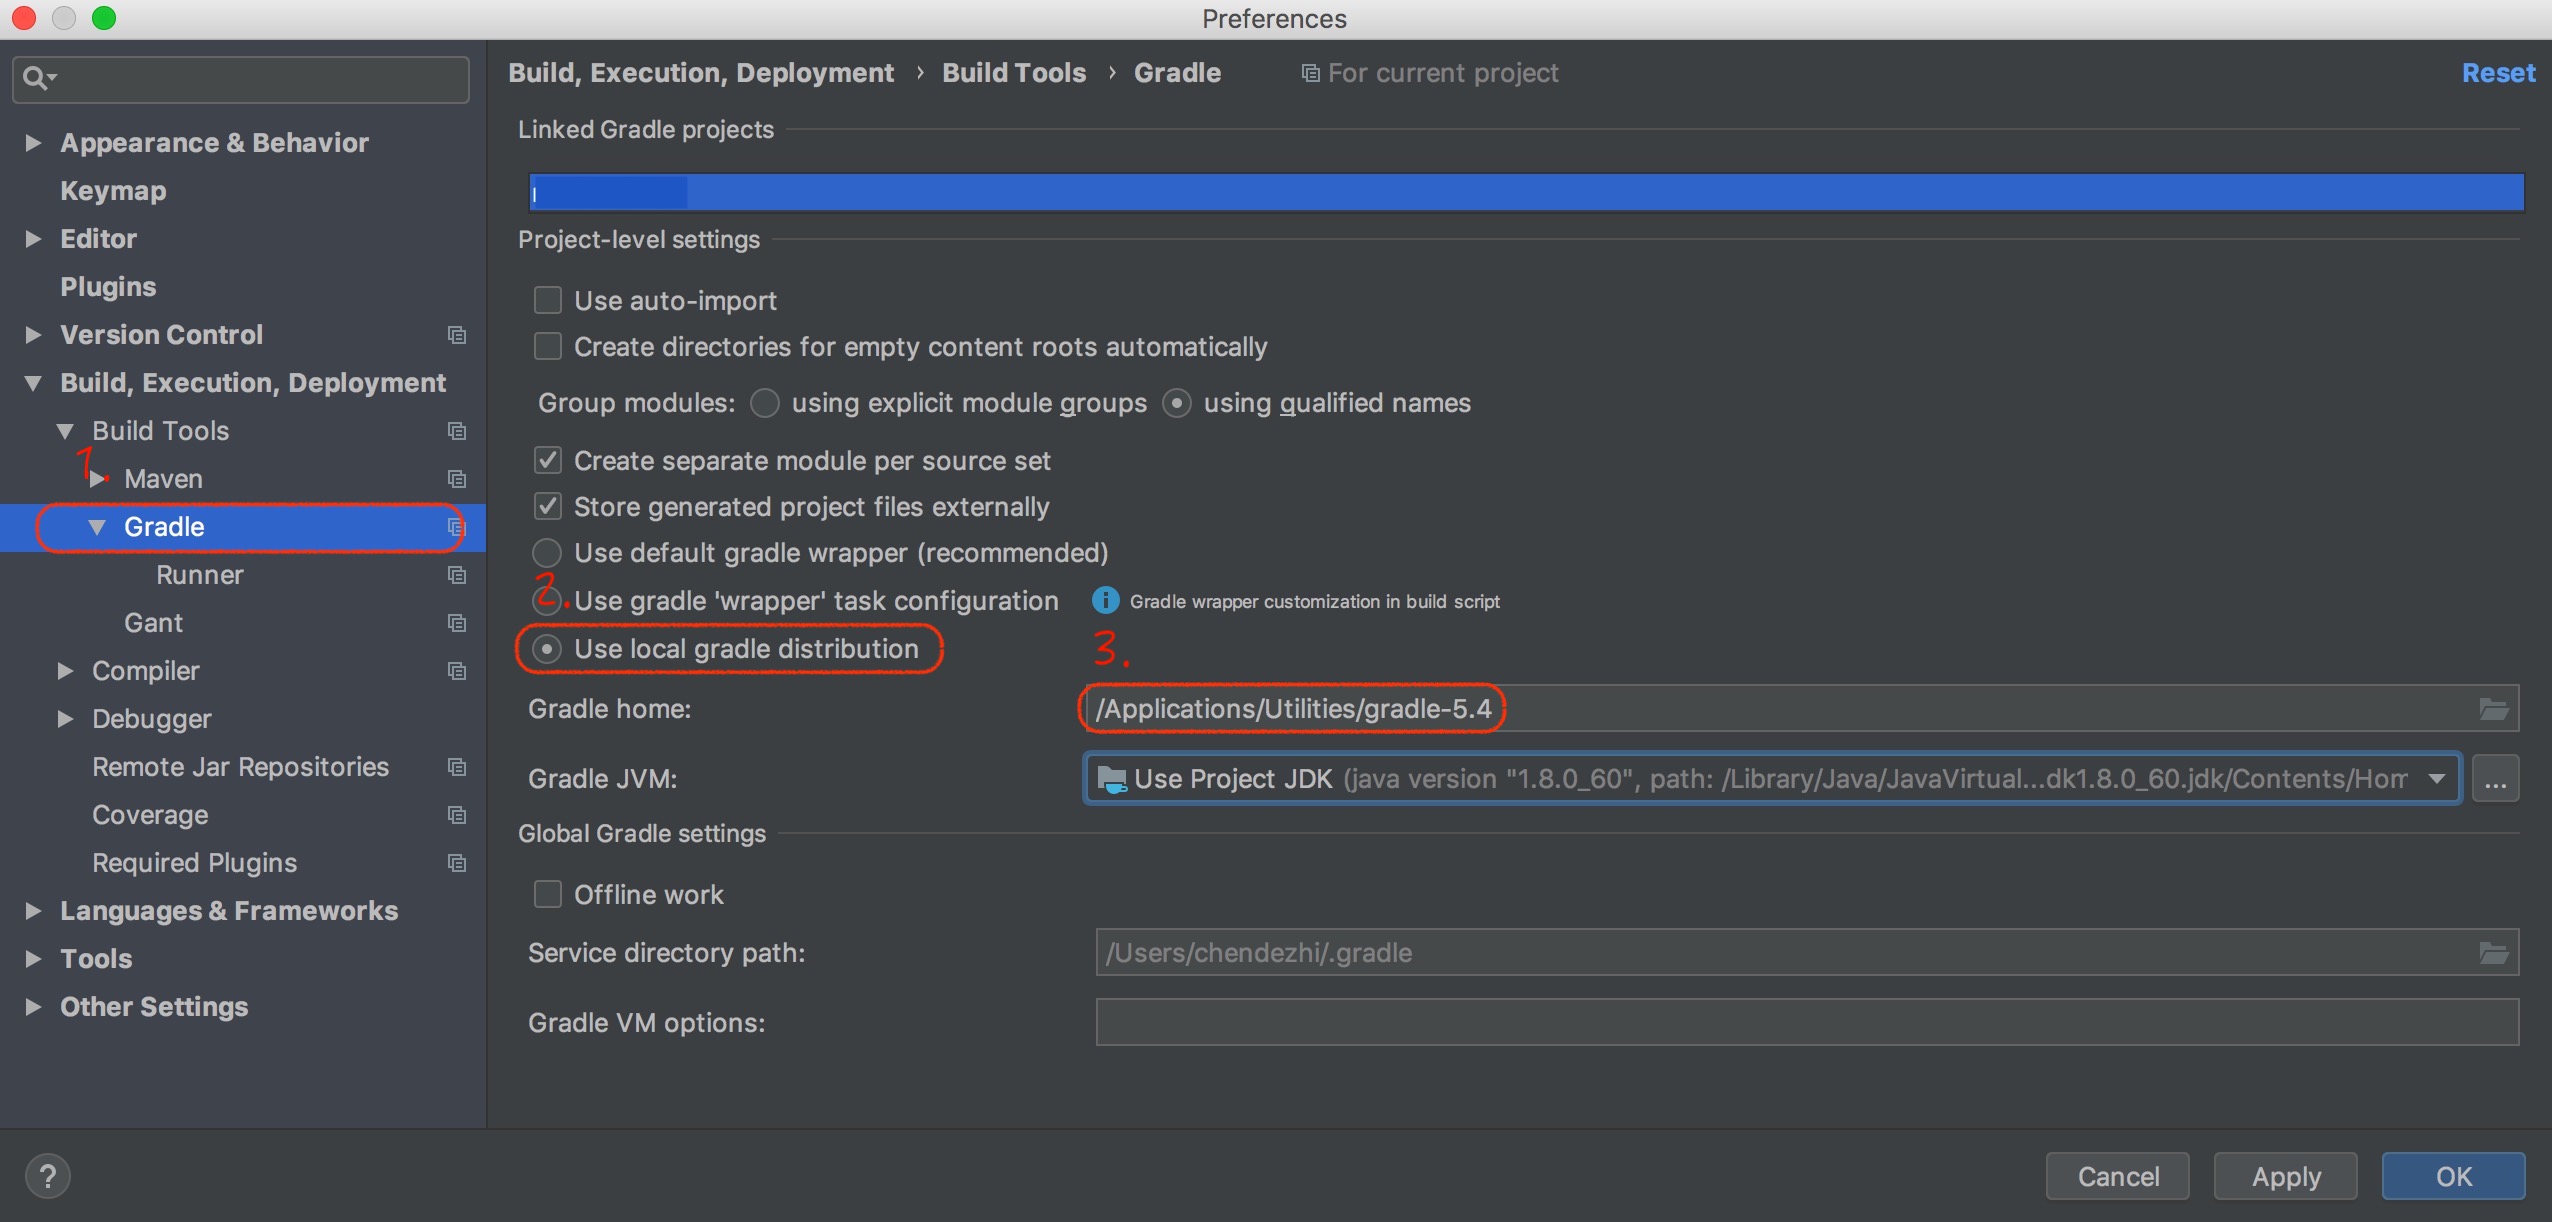 Preferences
Build, Execution, Deployment › Build Tools › Gradle For current project Reset
Appearance & Behavior
Keymap
Editor
Plugins
Version Control
Build, Execution, Deployment
Build Tools
1.
Maven
Gradle
Runner
Gant
Compiler
Debugger
Remote Jar Repositories
Coverage
Required Plugins
Languages & Frameworks
Tools
Other Settings
Linked Gradle projects
Project-level settings
Use auto-import
Create directories for empty content roots automatically
Group modules: using explicit module groups using qualified names
Create separate module per source set
Store generated project files externally
Use default gradle wrapper (recommended)
2.
Use gradle 'wrapper' task configuration Gradle wrapper customization in build script
Use local gradle distribution
3.
Gradle home: /Applications/Utilities/gradle-5.4
Gradle JVM: Use Project JDK (java version "1.8.0_60", path: /Library/Java/JavaVirtual...dk1.8.0_60.jdk/Contents/Hom ...
Global Gradle settings
Offline work
Service directory path: /Users/chendezhi/.gradle
Gradle VM options:
? Cancel Apply OK